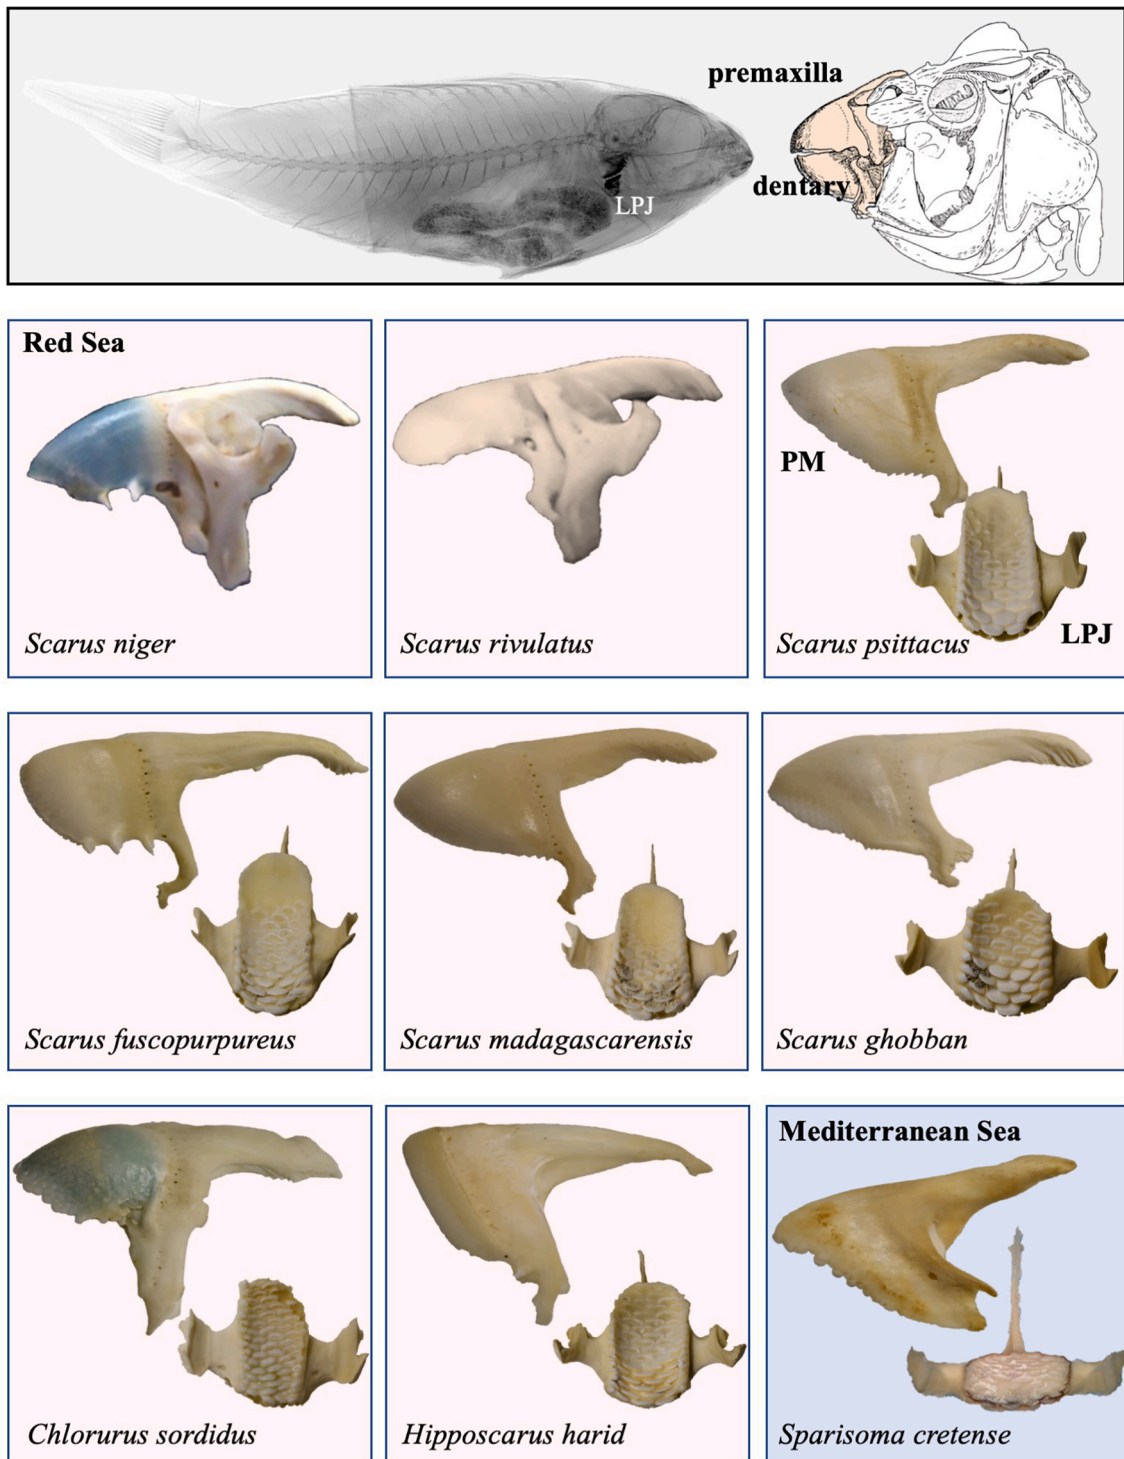 premaxilla
dentary
LPJ
Red Sea
Scarus niger
Scarus rivulatus
PM
LPJ
Scarus psittacus
Scarus fuscopurpureus
Scarus madagascarensis
Scarus ghobban
Chlorurus sordidus
Hipposcarus harid
Mediterranean Sea
Sparisoma cretense